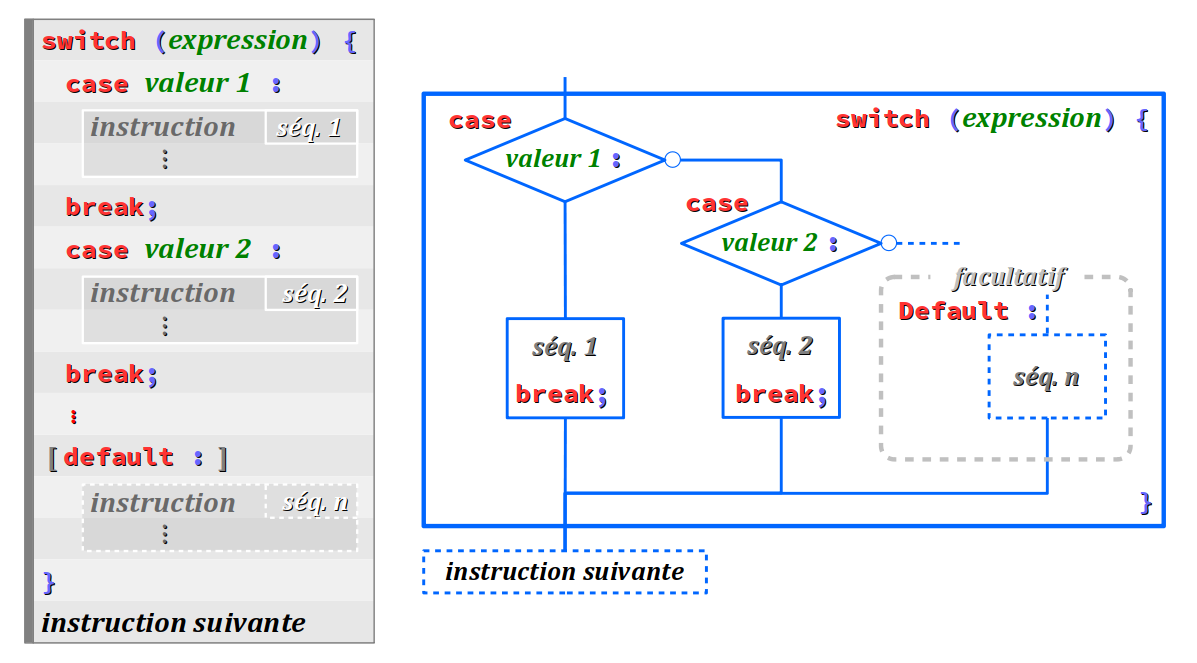 switch (expression) {
case valeur 1 :
instruction séq. 1
⋮
break;
case valeur 2 :
instruction séq. 2
⋮
break;
⋮
[default : ]
instruction séq. n
⋮
}
instruction suivante
case
switch (expression) {
valeur 1 :
case
valeur 2 :
facultatif
Default :
séq. 1
break;
séq. 2
break;
séq. n
}
instruction suivante